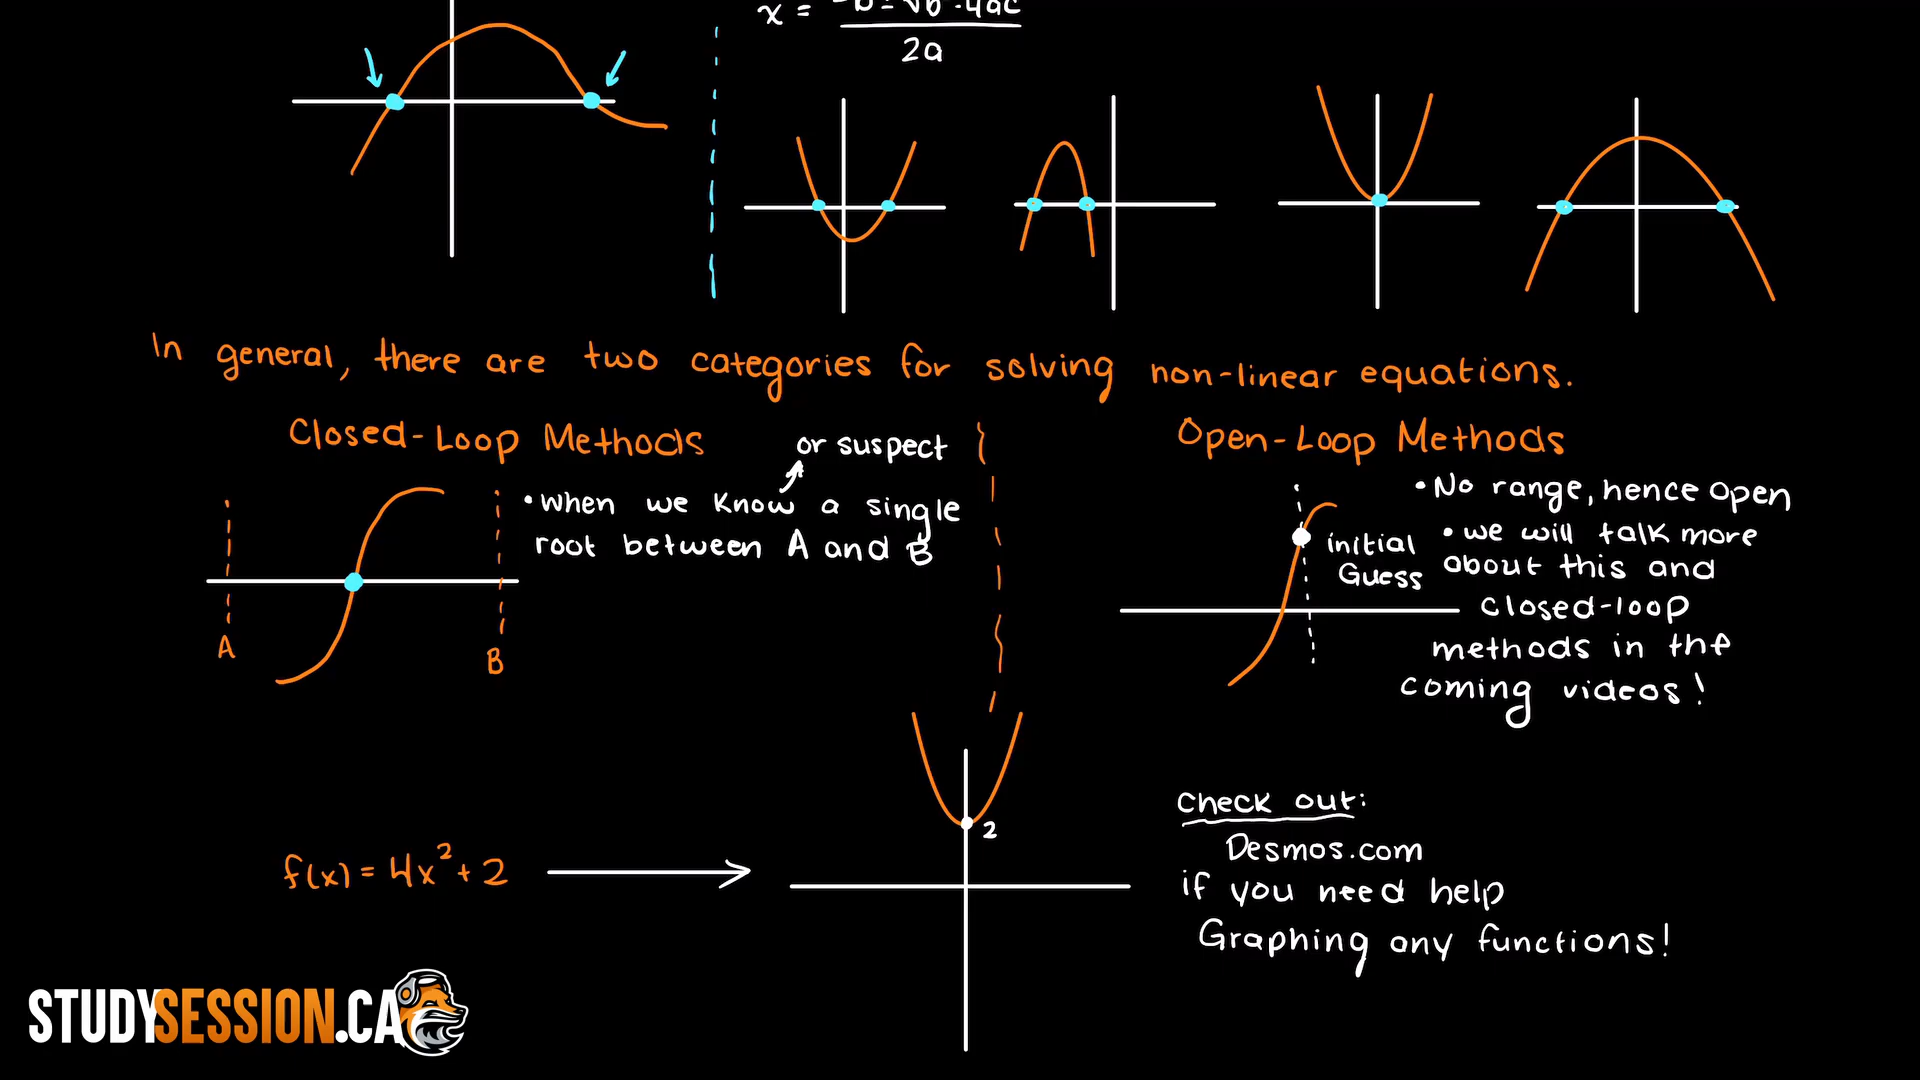 x = -b ± √b² - 4ac
2a
In general, there are two categories for solving non-linear equations.
Closed-Loop Methods
or suspect
• When we know a single
root between A and B
A
B
Open-Loop Methods
• No range, hence open
initial
Guess
• we will talk more
about this and
closed-loop
methods in the
coming videos!
f(x) = 4x² + 2
2
Check out:
Desmos.com
if you need help
Graphing any functions!
STUDYSESSION.CA